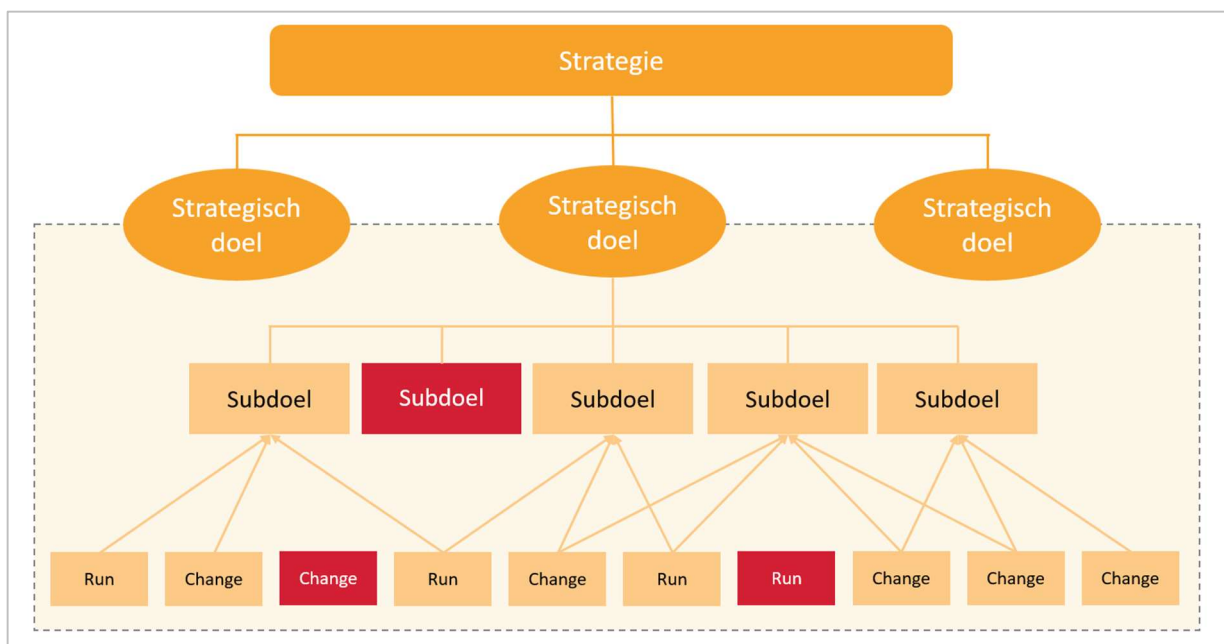 Strategie
Strategisch
doel
Strategisch
doel
Strategisch
doel
Subdoel
Subdoel
Subdoel
Subdoel
Subdoel
Run
Change
Change
Run
Change
Run
Run
Change
Change
Change